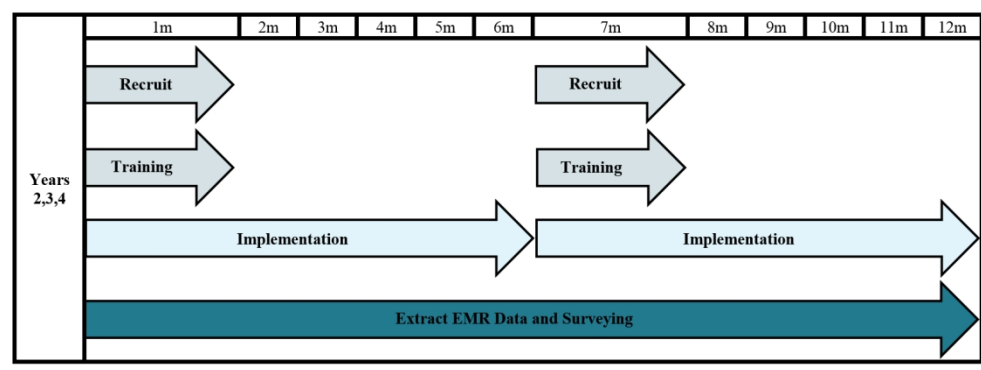 1m 2m 3m 4m 5m 6m 7m 8m 9m 10m 11m 12m
Recruit Recruit
Training Training
Years
2,3,4
Implementation Implementation
Extract EMR Data and Surveying